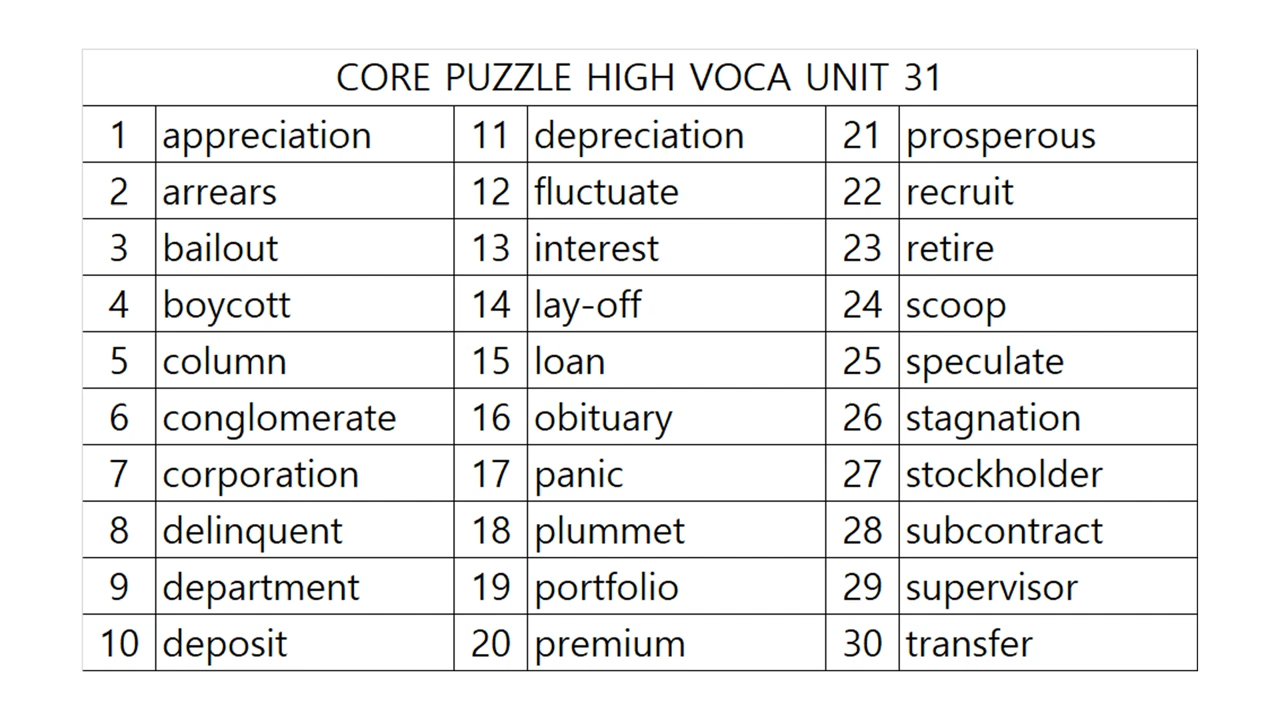 CORE PUZZLE HIGH VOCA UNIT 31
1 appreciation 11 depreciation 21 prosperous
2 arrears 12 fluctuate 22 recruit
3 bailout 13 interest 23 retire
4 boycott 14 lay-off 24 scoop
5 column 15 loan 25 speculate
6 conglomerate 16 obituary 26 stagnation
7 corporation 17 panic 27 stockholder
8 delinquent 18 plummet 28 subcontract
9 department 19 portfolio 29 supervisor
10 deposit 20 premium 30 transfer